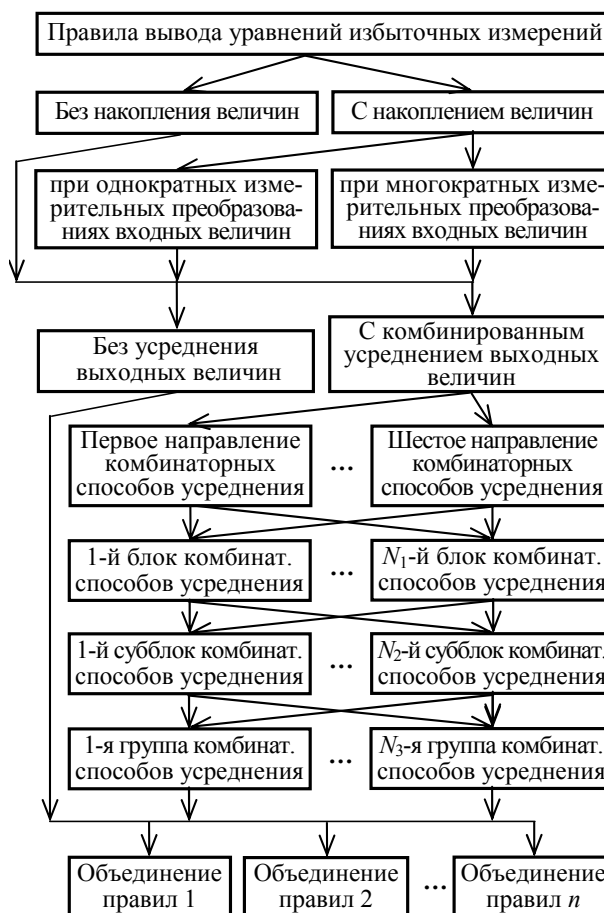 Правила вывода уравнений избыточных измерений
Без накопления величин
С накоплением величин
при однократных изме-
рительных преобразова-
ниях входных величин
при многократных изме-
рительных преобразова-
ниях входных величин
Без усреднения
выходных величин
С комбинированным
усреднением выходных
величин
Первое направление
комбинаторных
способов усреднения
...
Шестое направление
комбинаторных
способов усреднения
1-й блок комбинат.
способов усреднения
...
N₁-й блок комбинат.
способов усреднения
1-й субблок комбинат.
способов усреднения
...
N₂-й субблок комбинат.
способов усреднения
1-я группа комбинат.
способов усреднения
...
N₃-я группа комбинат.
способов усреднения
Объединение
правил 1
Объединение
правил 2
...
Объединение
правил n